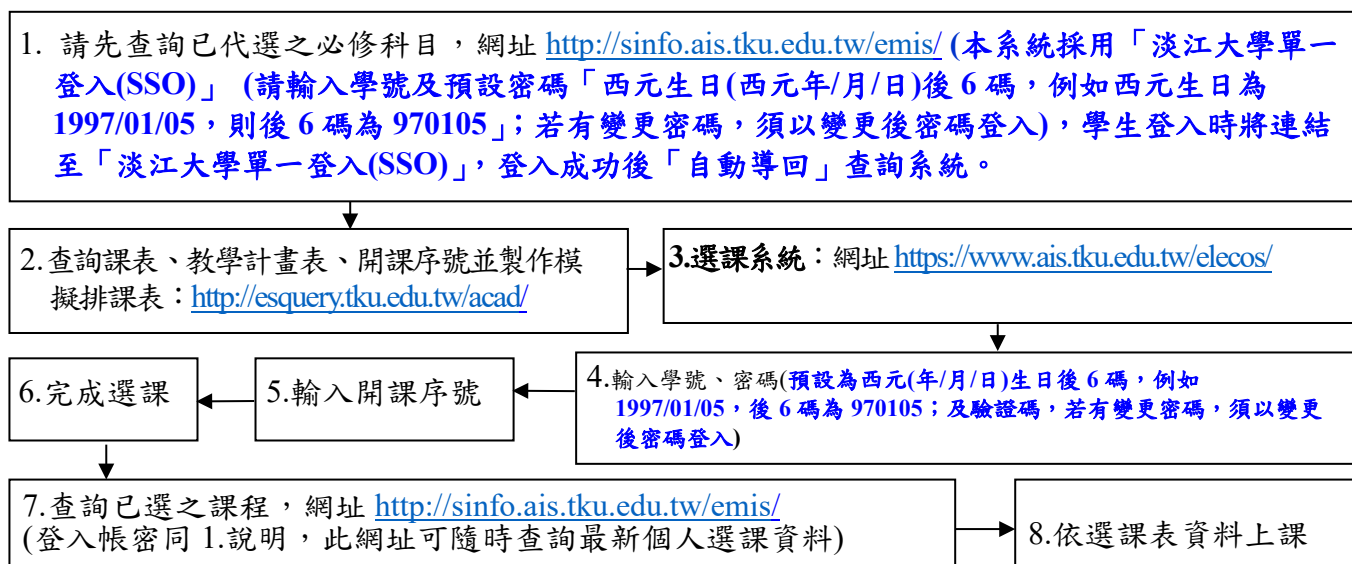 1. 請先查詢已代選之必修科目，網址 http://sinfo.ais.tku.edu.tw/emis/ (本系統採用「淡江大學單一
登入(SSO)」 (請輸入學號及預設密碼「西元生日(西元年/月/日)後 6 碼，例如西元生日為
1997/01/05，則後 6 碼為 970105」；若有變更密碼，須以變更後密碼登入)，學生登入時將連結
至「淡江大學單一登入(SSO)」，登入成功後「自動導回」查詢系統。
2.查詢課表、教學計畫表、開課序號並製作模
擬排課表：http://esquery.tku.edu.tw/acad/
3.選課系統：網址 https://www.ais.tku.edu.tw/elecos/
4.輸入學號、密碼(預設為西元(年/月/日)生日後 6 碼，例如
1997/01/05，後 6 碼為 970105；及驗證碼，若有變更密碼，須以變更
後密碼登入)
5.輸入開課序號
6.完成選課
7.查詢已選之課程，網址 http://sinfo.ais.tku.edu.tw/emis/
(登入帳密同 1.說明，此網址可隨時查詢最新個人選課資料)
8.依選課表資料上課